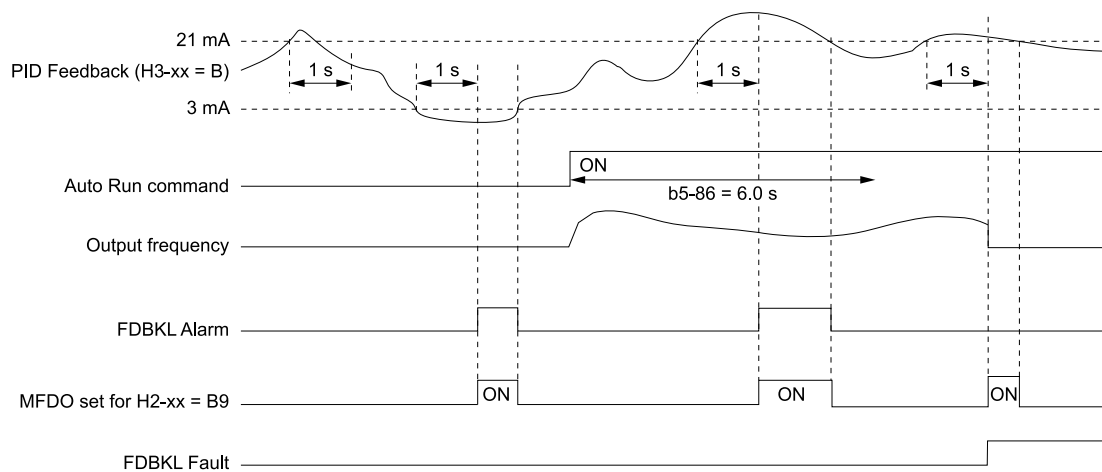 21 mA
PID Feedback (H3-xx = B)
1 s
1 s
1 s
1 s
3 mA
ON
Auto Run command
b5-86 = 6.0 s
Output frequency
FDBKL Alarm
MFDO set for H2-xx = B9
ON
ON
ON
FDBKL Fault